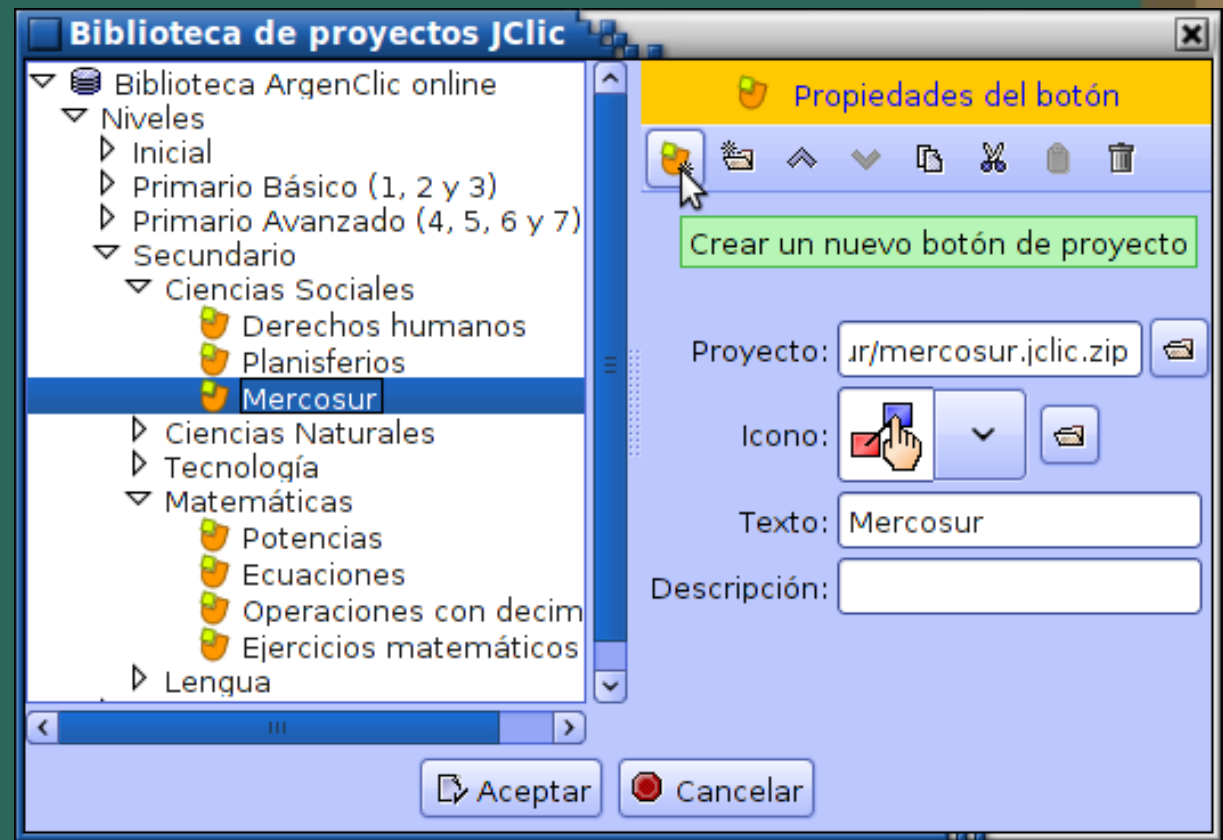 Biblioteca de proyectos JClic
Biblioteca ArgenClic online
Niveles
Inicial
Primario Básico (1, 2 y 3)
Primario Avanzado (4, 5, 6 y 7)
Secundario
Ciencias Sociales
Derechos humanos
Planisferios
Mercosur
Ciencias Naturales
Tecnología
Matemáticas
Potencias
Ecuaciones
Operaciones con decim
Ejercicios matemáticos
Lengua
Propiedades del botón
Crear un nuevo botón de proyecto
Proyecto: ur/mercosur.jclic.zip
Icono:
Texto: Mercosur
Descripción:
Aceptar Cancelar